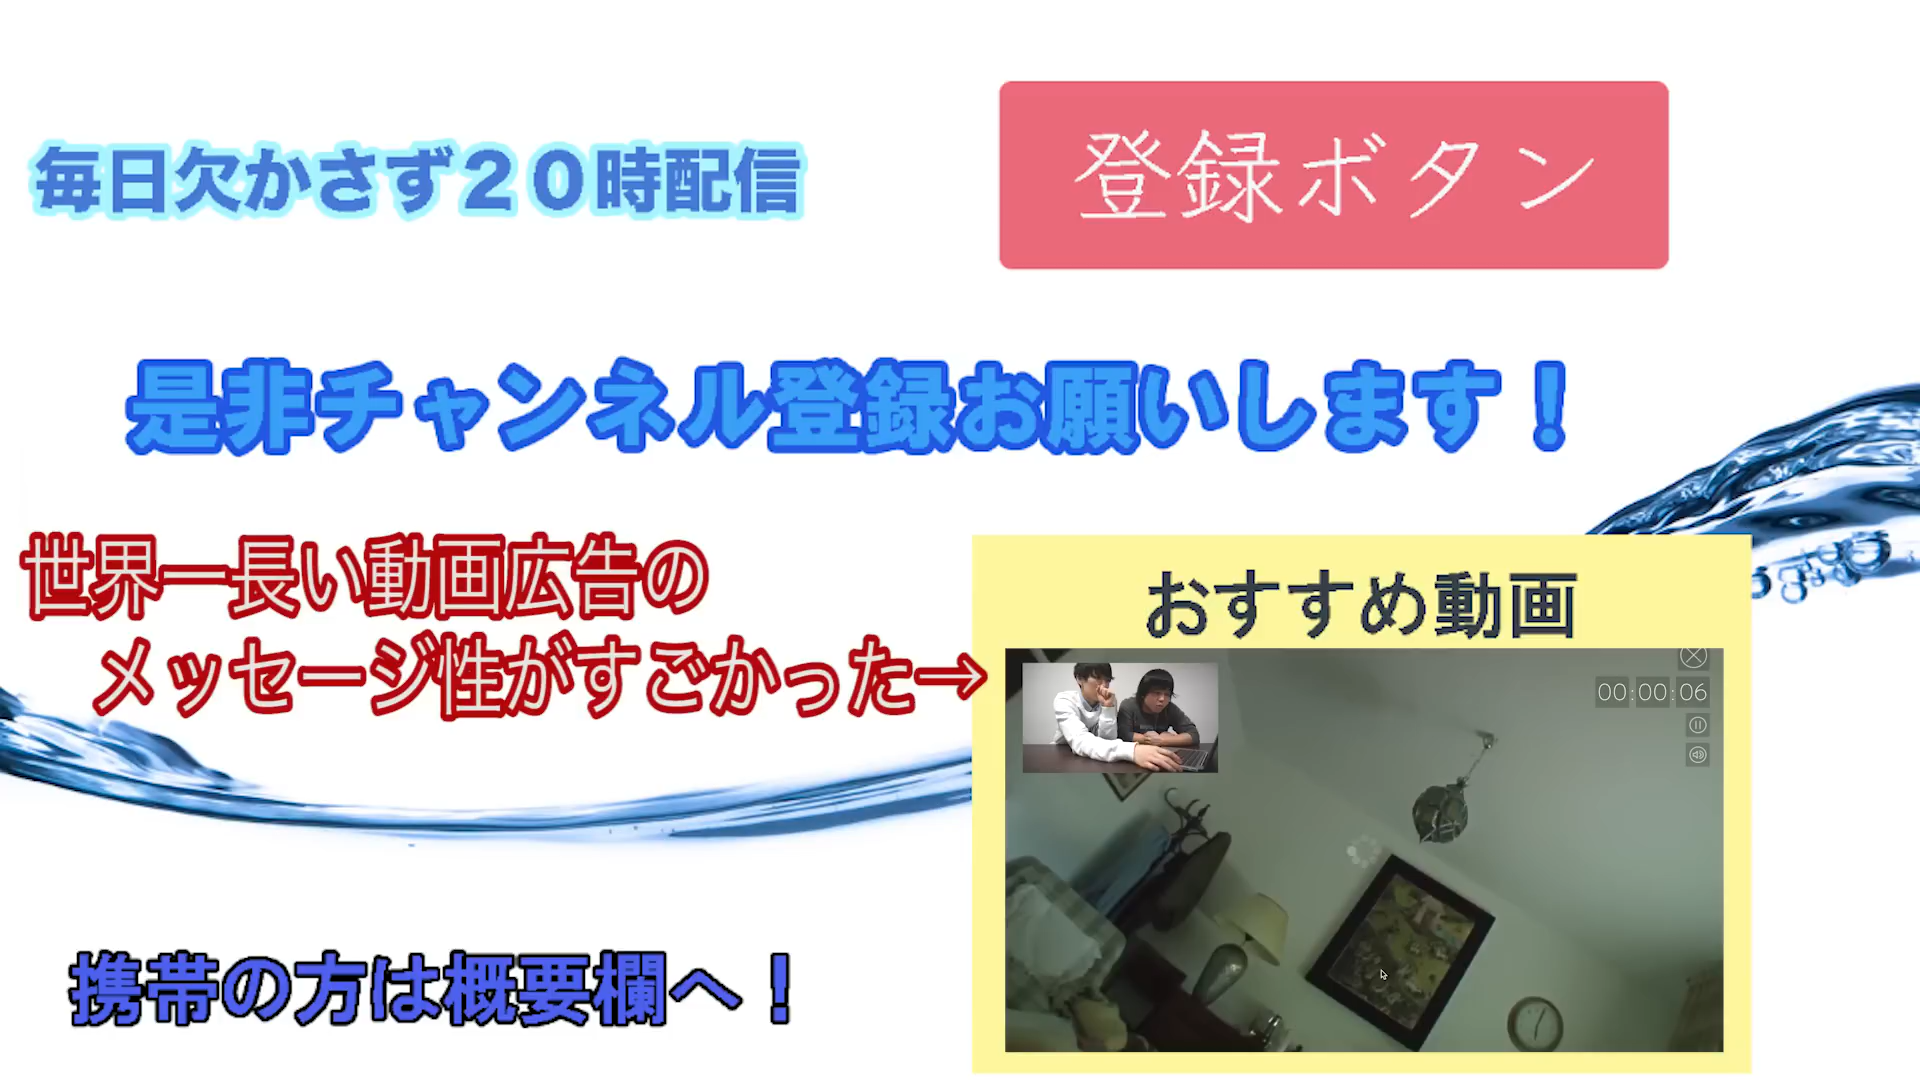 毎日欠かさず２０時配信
登録ボタン
是非チャンネル登録お願いします！
世界一長い動画広告の
メッセージ性がすごかった→
おすすめ動画
00:00:06
携帯の方は概要欄へ！